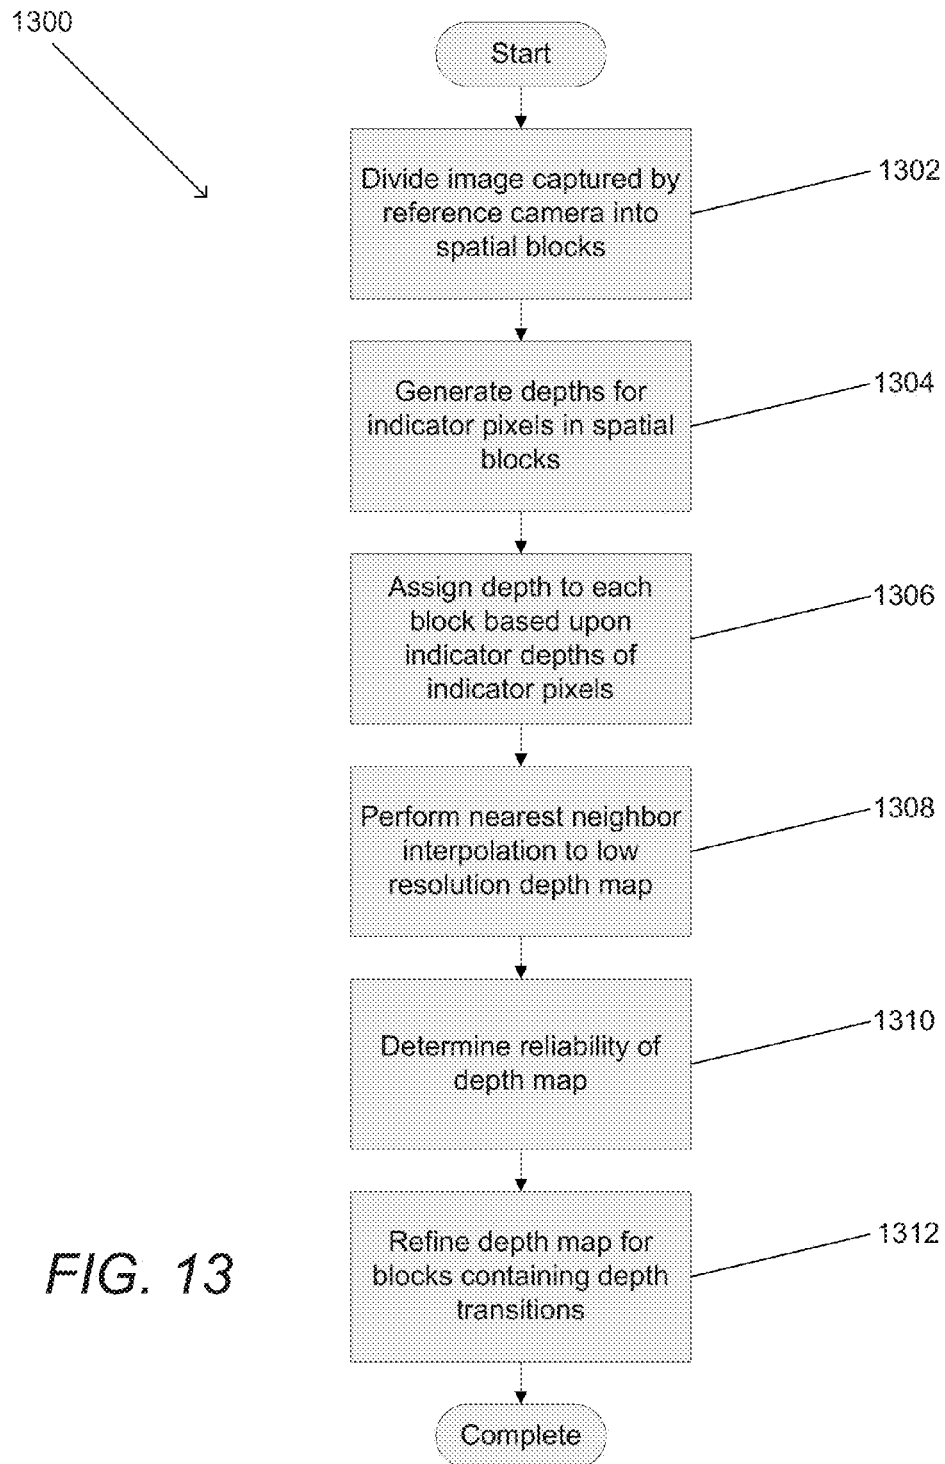 1300
Start
Divide image captured by
reference camera into
spatial blocks
1302
Generate depths for
indicator pixels in spatial
blocks
1304
Assign depth to each
block based upon
indicator depths of
indicator pixels
1306
Perform nearest neighbor
interpolation to low
resolution depth map
1308
Determine reliability of
depth map
1310
Refine depth map for
blocks containing depth
transitions
1312
Complete
FIG. 13